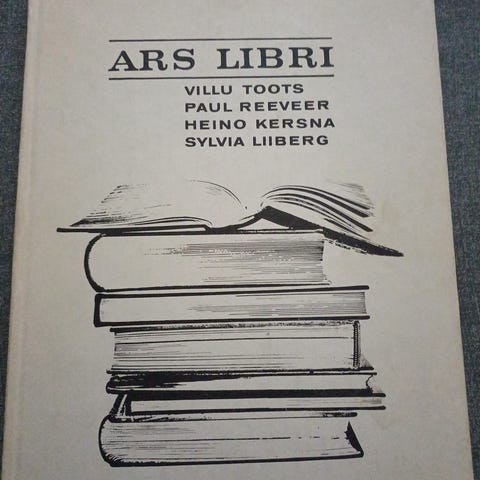 ARS LIBRI
VILLU TOOTS
PAUL REEVEER
HEINO KERSNA
SYLVIA LIIBERG